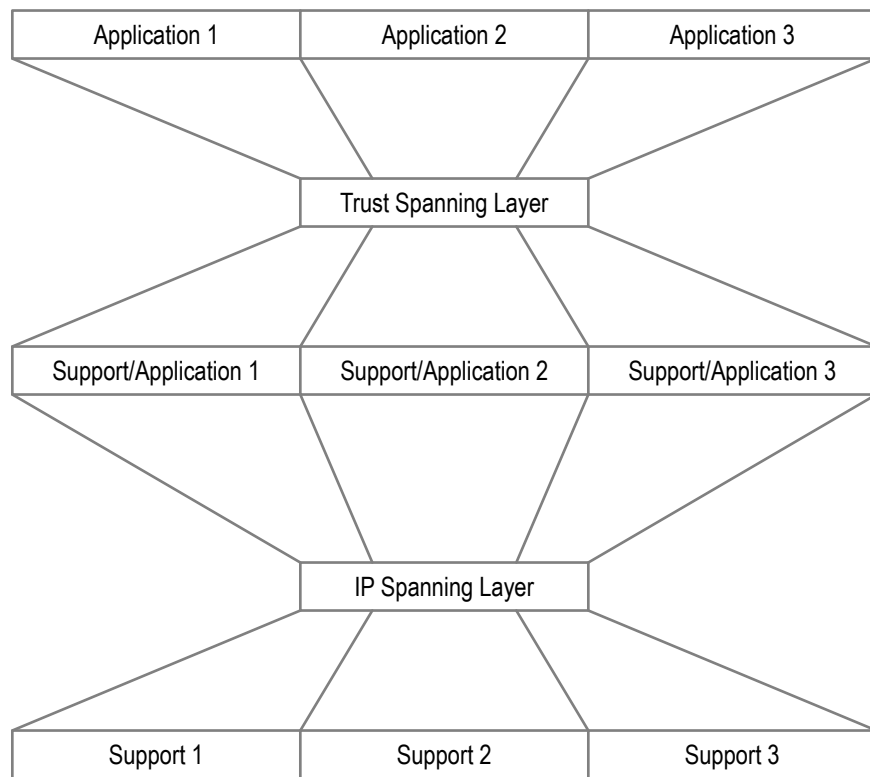 Application 1
Application 2
Application 3
Trust Spanning Layer
Support/Application 1
Support/Application 2
Support/Application 3
IP Spanning Layer
Support 1
Support 2
Support 3